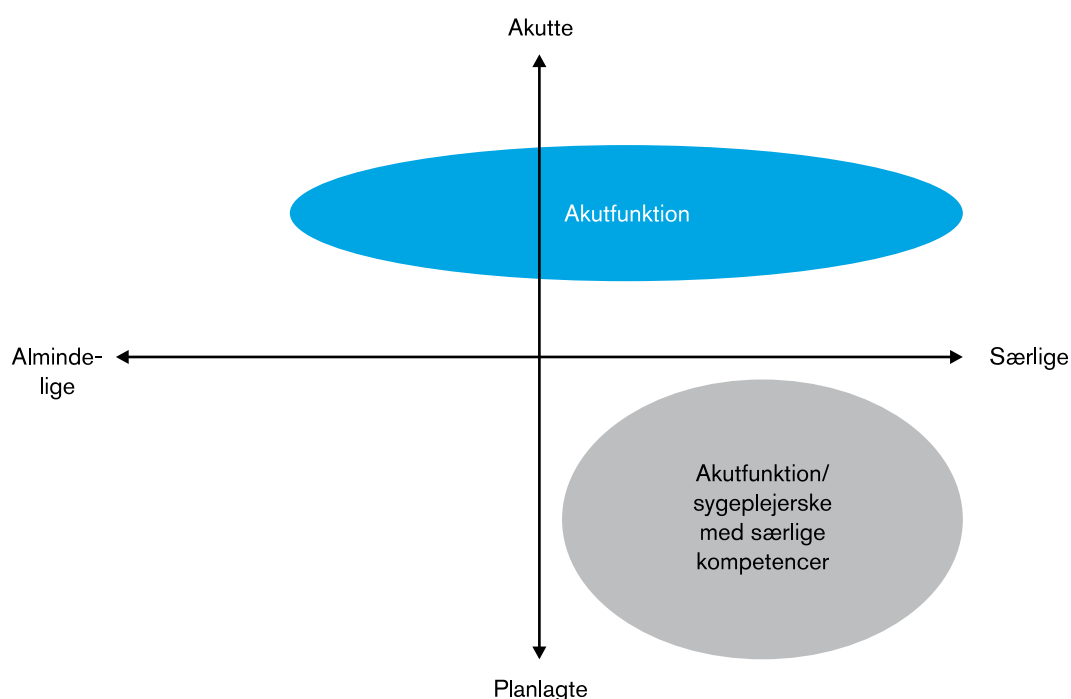 Akutte
Akutfunktion
Alminde-
lige
Særlige
Akutfunktion/
sygeplejerske
med særlige
kompetencer
Planlagte